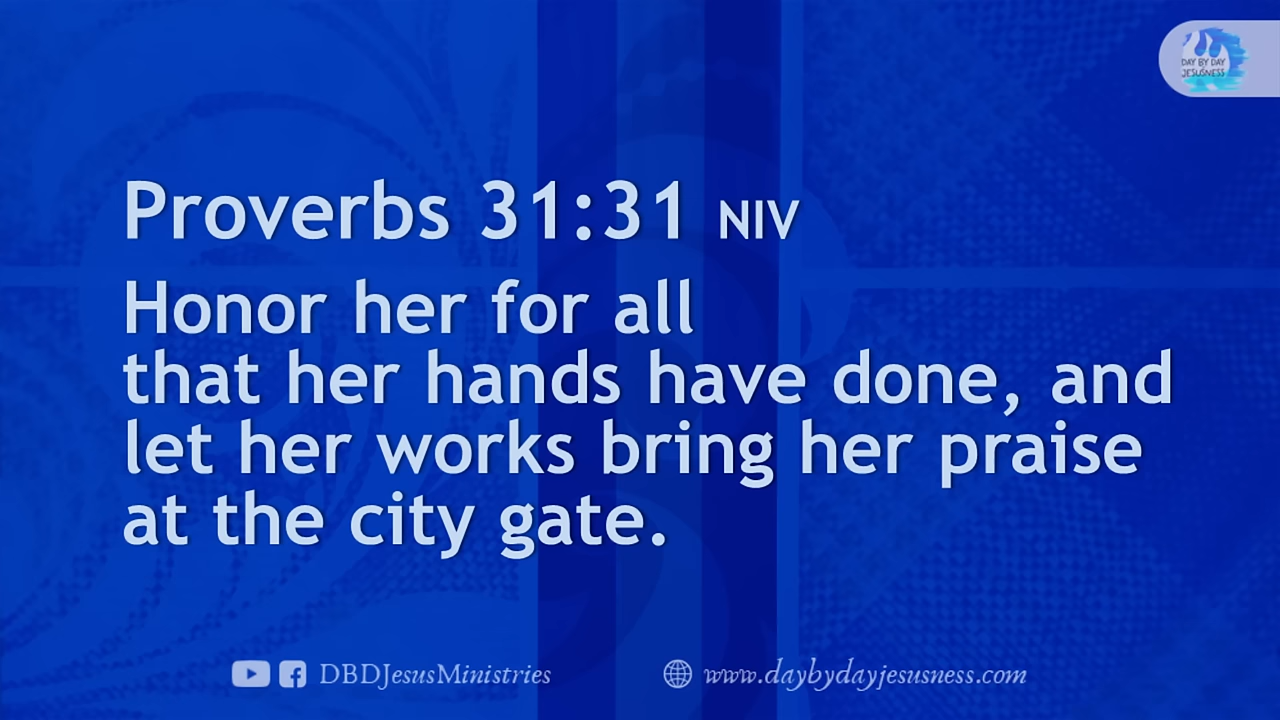 DAY BY DAY
JESUSNESS
Proverbs 31:31 NIV
Honor her for all
that her hands have done, and
let her works bring her praise
at the city gate.
DBDJesusMinistries
www.daybydayjesusness.com